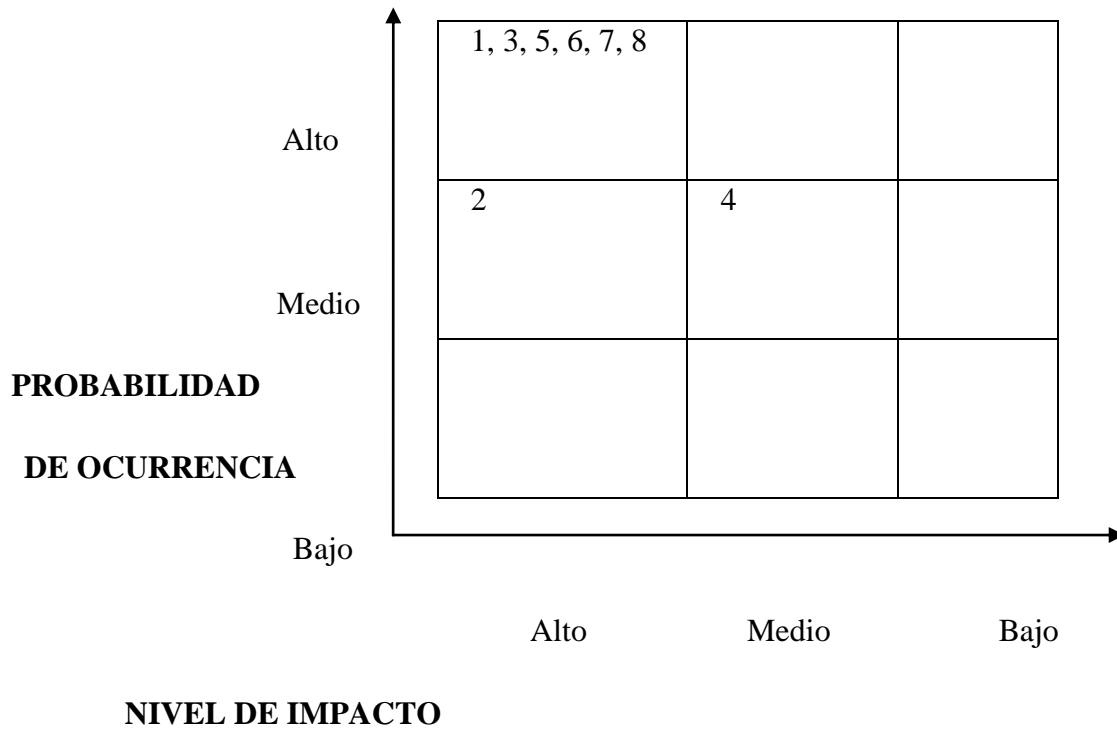 1, 3, 5, 6, 7, 8
Alto
2 4
Medio
PROBABILIDAD
DE OCURRENCIA
Bajo
Alto Medio Bajo
NIVEL DE IMPACTO